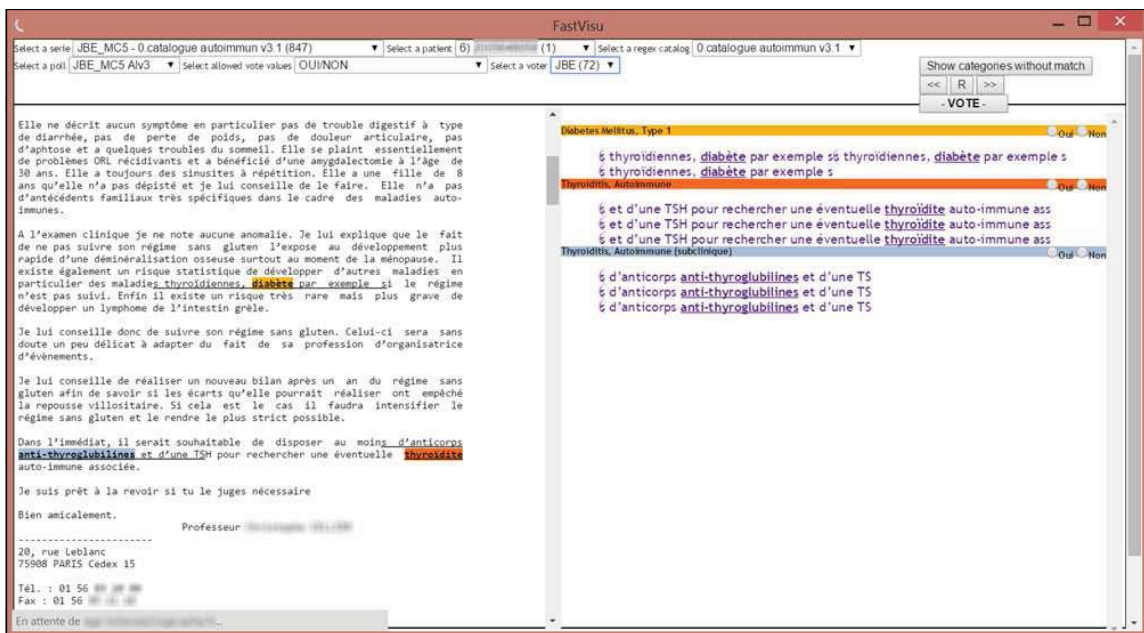 FastVisu
Select a serie JBE_MC5 - 0.catalogue autoimmun v3.1 (847) Select a patient 6) (1) Select a regex catalog 0.catalogue autoimmun v3.1
Select a poll JBE_MC5 AIv3 Select allowed vote values OUI/NON Select a voter JBE (72)
Show categories without match
<< R >>
- VOTE -
Elle ne décrit aucun symptôme en particulier pas de trouble digestif à type
de diarrhée, pas de perte de poids, pas de douleur articulaire, pas
d'aphtose et a quelques troubles du sommeil. Elle se plaint essentiellement
de problèmes ORL récidivants et a bénéficié d'une amygdalectomie à l'âge de
30 ans. Elle a toujours des sinusites à répétition. Elle a une fille de 8
ans qu'elle n'a pas dépisté et je lui conseille de le faire. Elle n'a pas
d'antécédents familiaux très spécifiques dans le cadre des maladies auto-
immunes.
A l'examen clinique je ne note aucune anomalie. Je lui explique que le fait
de ne pas suivre son régime sans gluten l'expose au développement plus
rapide d'une déminéralisation osseuse surtout au moment de la ménopause. Il
existe également un risque statistique de développer d'autres maladies en
particulier des maladies thyroïdiennes, diabète par exemple si le régime
n'est pas suivi. Enfin il existe un risque très rare mais plus grave de
développer un lymphome de l'intestin grèle.
Je lui conseille donc de suivre son régime sans gluten. Celui-ci sera sans
doute un peu délicat à adapter du fait de sa profession d'organisatrice
d'évènements.
Je lui conseille de réaliser un nouveau bilan après un an du régime sans
gluten afin de savoir si les écarts qu'elle pourrait réaliser ont empêché
la repousse villositaire. Si cela est le cas il faudra intensifier le
régime sans gluten et le rendre le plus strict possible.
Dans l'immédiat, il serait souhaitable de disposer au moins d'anticorps
anti-thyroglubilines et d'une TSH pour rechercher une éventuelle thyroïdite
auto-immune associée.
Je suis prêt à la revoir si tu le juges nécessaire
Bien amicalement.
Professeur
-----------------------
20, rue Leblanc
75908 PARIS Cedex 15
Tél. : 01 56
Fax : 01 56
En attente de
Diabetes Mellitus, Type 1 Oui Non
s thyroïdiennes, diabète par exemple s s thyroïdiennes, diabète par exemple s
s thyroïdiennes, diabète par exemple s
Thyroiditis, Autoimmune Oui Non
s et d'une TSH pour rechercher une éventuelle thyroïdite auto-immune ass
s et d'une TSH pour rechercher une éventuelle thyroïdite auto-immune ass
s et d'une TSH pour rechercher une éventuelle thyroïdite auto-immune ass
Thyroiditis, Autoimmune (subclinique) Oui Non
s d'anticorps anti-thyroglubilines et d'une TS
s d'anticorps anti-thyroglubilines et d'une TS
s d'anticorps anti-thyroglubilines et d'une TS